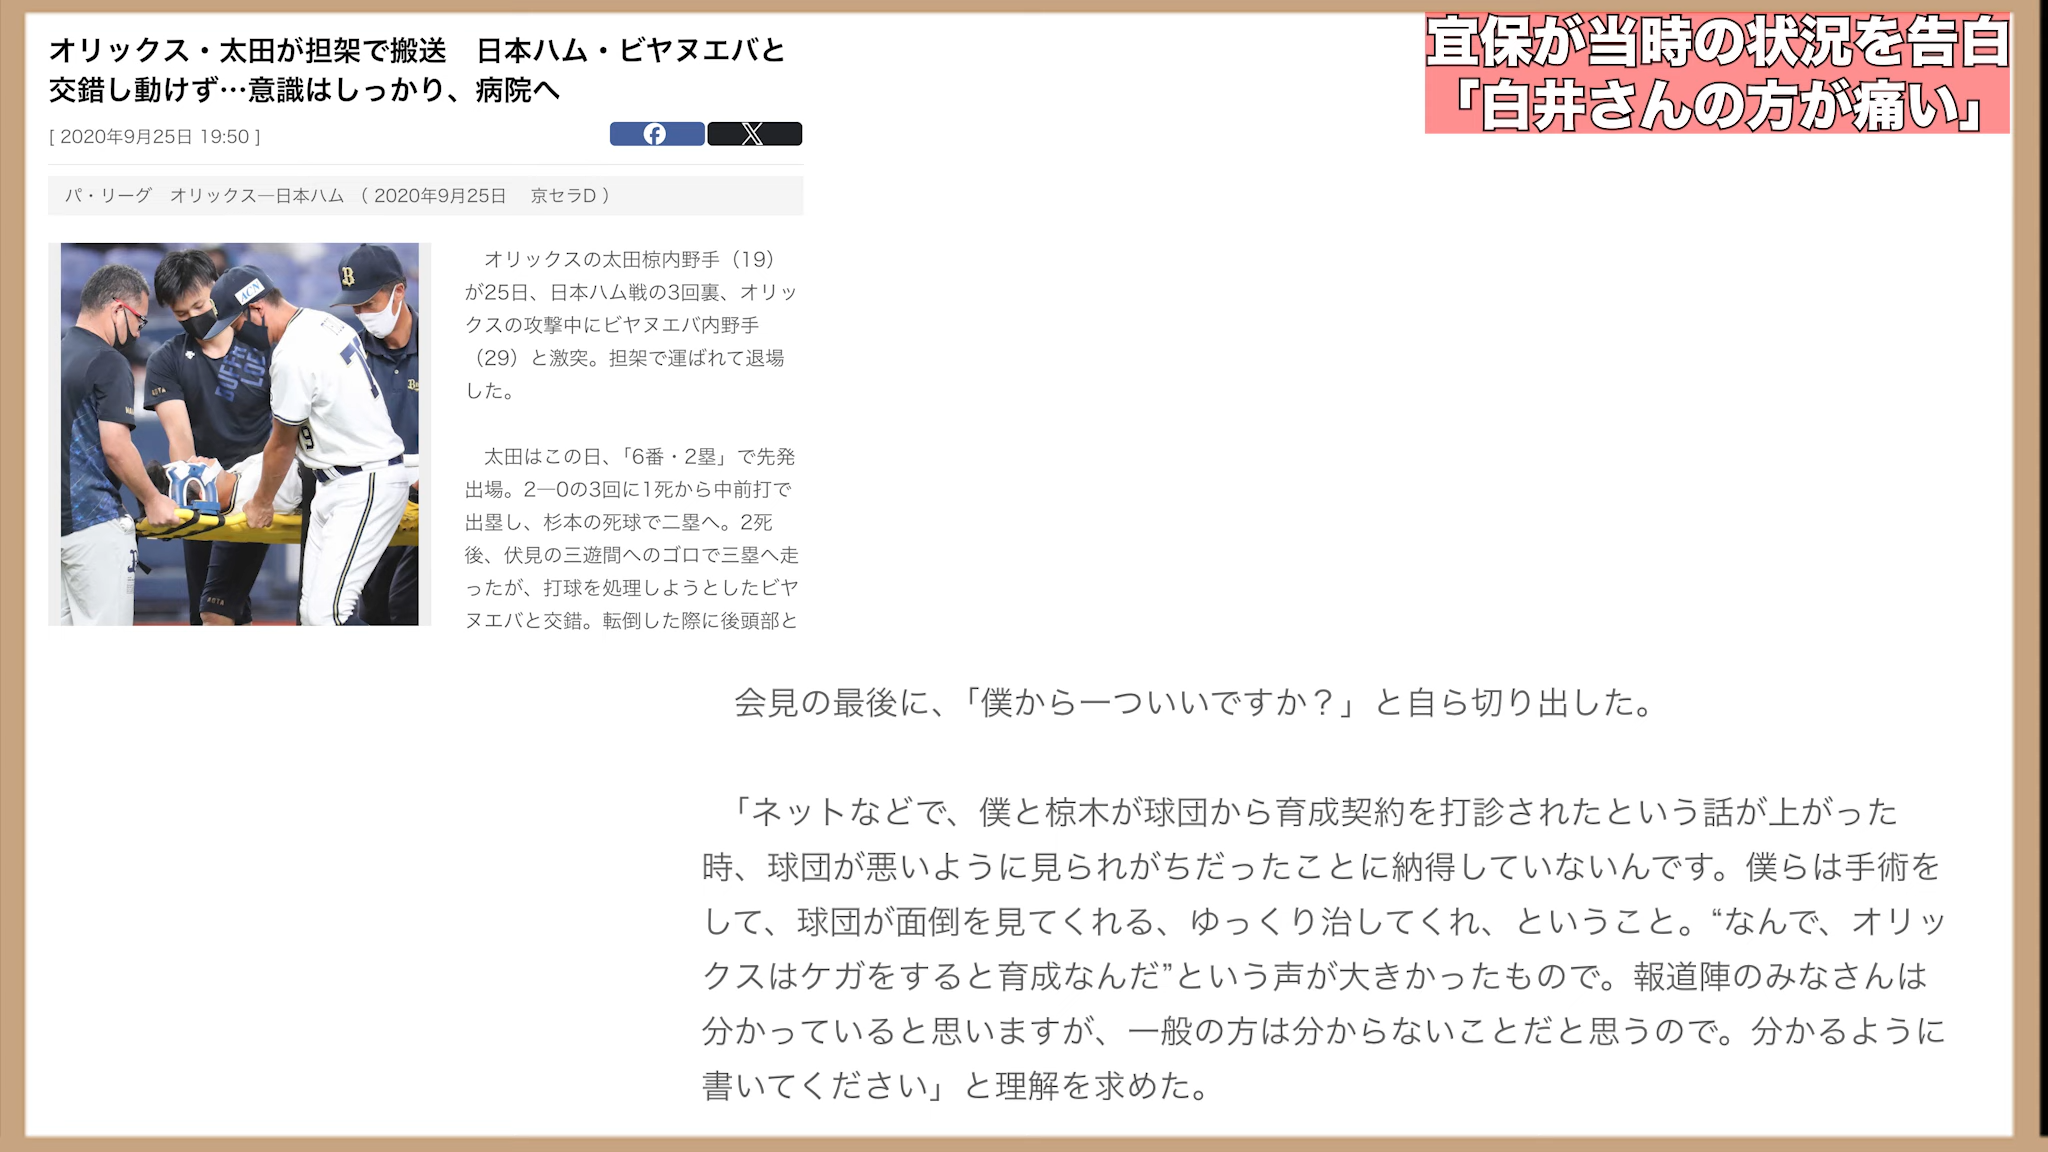 オリックス・太田が担架で搬送　日本ハム・ビヤヌエバと
交錯し動けず…意識はしっかり、病院へ
[ 2020年9月25日 19:50 ]
パ・リーグ　オリックス―日本ハム （ 2020年9月25日　京セラD ）
オリックスの太田椋内野手（19）
が25日、日本ハム戦の3回裏、オリッ
クスの攻撃中にビヤヌエバ内野手
（29）と激突。担架で運ばれて退場
した。
太田はこの日、「6番・2塁」で先発
出場。2―0の3回に1死から中前打で
出塁し、杉本の死球で二塁へ。2死
後、伏見の三遊間へのゴロで三塁へ走
ったが、打球を処理しようとしたビヤ
ヌエバと交錯。転倒した際に後頭部と
宜保が当時の状況を告白
「白井さんの方が痛い」
会見の最後に、「僕から一ついいですか？」と自ら切り出した。
「ネットなどで、僕と椋木が球団から育成契約を打診されたという話が上がった
時、球団が悪いように見られがちだったことに納得していないんです。僕らは手術を
して、球団が面倒を見てくれる、ゆっくり治してくれ、ということ。“なんで、オリッ
クスはケガをすると育成なんだ”という声が大きかったもので。報道陣のみなさんは
分かっていると思いますが、一般の方は分からないことだと思うので。分かるように
書いてください」と理解を求めた。
ACN
B